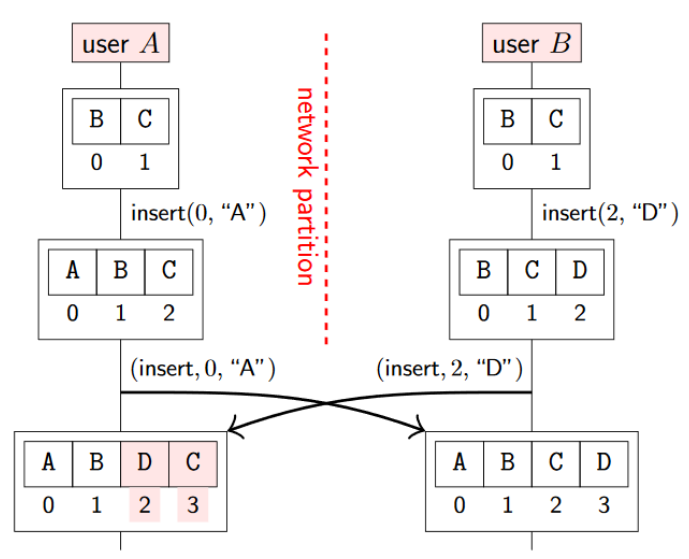 user A
user B
network partition
B C
0 1
B C
0 1
insert(0, “A”)
insert(2, “D”)
A B C
0 1 2
B C D
0 1 2
(insert, 0, “A”)
(insert, 2, “D”)
A B D C
0 1 2 3
A B C D
0 1 2 3